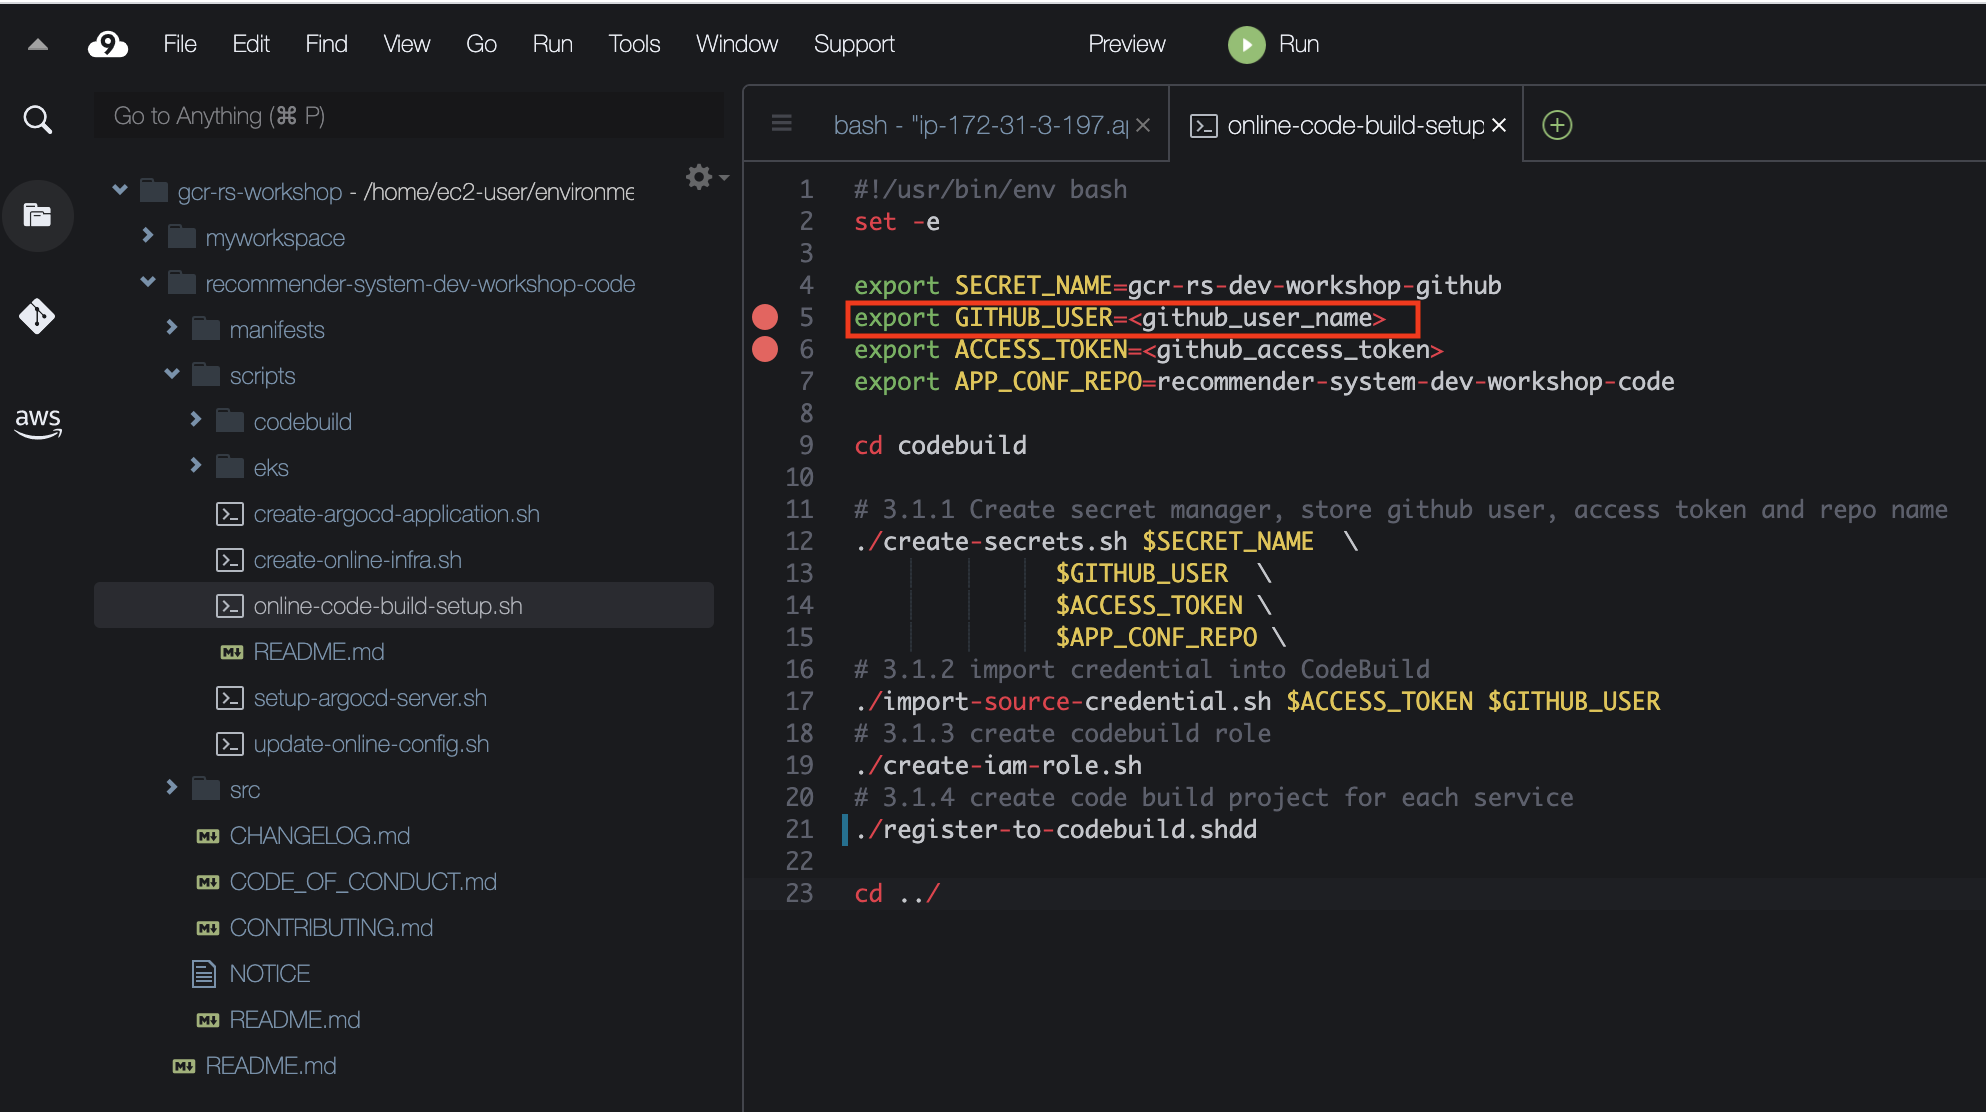 9 File Edit Find View Go Run Tools Window Support Preview Run
Go to Anything (⌘ P)
bash - "ip-172-31-3-197.ap
online-code-build-setup
gcr-rs-workshop - /home/ec2-user/environme
myworkspace
recommender-system-dev-workshop-code
manifests
scripts
codebuild
eks
create-argocd-application.sh
create-online-infra.sh
online-code-build-setup.sh
README.md
setup-argocd-server.sh
update-online-config.sh
src
CHANGELOG.md
CODE_OF_CONDUCT.md
CONTRIBUTING.md
NOTICE
README.md
README.md
aws
1 #!/usr/bin/env bash
2 set -e
3
4 export SECRET_NAME=gcr-rs-dev-workshop-github
5 export GITHUB_USER=<github_user_name>
6 export ACCESS_TOKEN=<github_access_token>
7 export APP_CONF_REPO=recommender-system-dev-workshop-code
8
9 cd codebuild
10
11 # 3.1.1 Create secret manager, store github user, access token and repo name
12 ./create-secrets.sh $SECRET_NAME \
13 $GITHUB_USER \
14 $ACCESS_TOKEN \
15 $APP_CONF_REPO \
16 # 3.1.2 import credential into CodeBuild
17 ./import-source-credential.sh $ACCESS_TOKEN $GITHUB_USER
18 # 3.1.3 create codebuild role
19 ./create-iam-role.sh
20 # 3.1.4 create code build project for each service
21 ./register-to-codebuild.shdd
22
23 cd ../